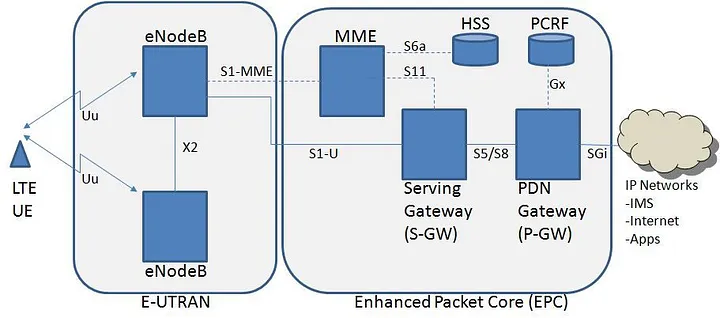 HSS
PCRF
eNodeB
MME
S6a
S1-MME
S11
Gx
Uu
X2
S1-U
S5/S8
SGi
Uu
LTE
UE
Serving
Gateway
(S-GW)
PDN
Gateway
(P-GW)
IP Networks
-IMS
-Internet
-Apps
eNodeB
E-UTRAN
Enhanced Packet Core (EPC)